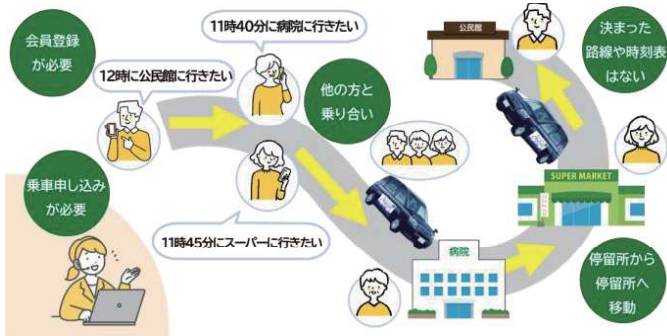 会員登録
が必要
11時40分に病院に行きたい
12時に公民館に行きたい
他の方と
乗り合い
公民館
決まった
路線や時刻表
はない
乗車申し込み
が必要
11時45分にスーパーに行きたい
SUPER MARKET
病院
停留所から
停留所へ
移動